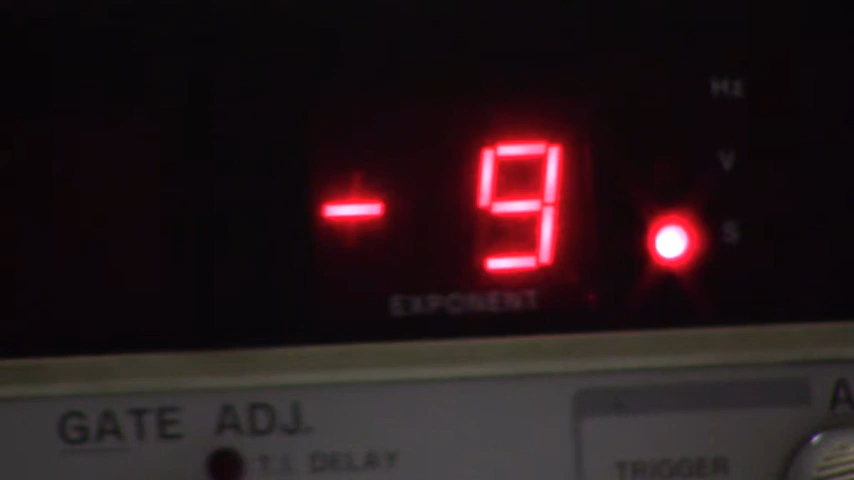 Hz
V
- 9
S
EXPONENT
GATE ADJ.
T.I. DELAY
TRIGGER
A